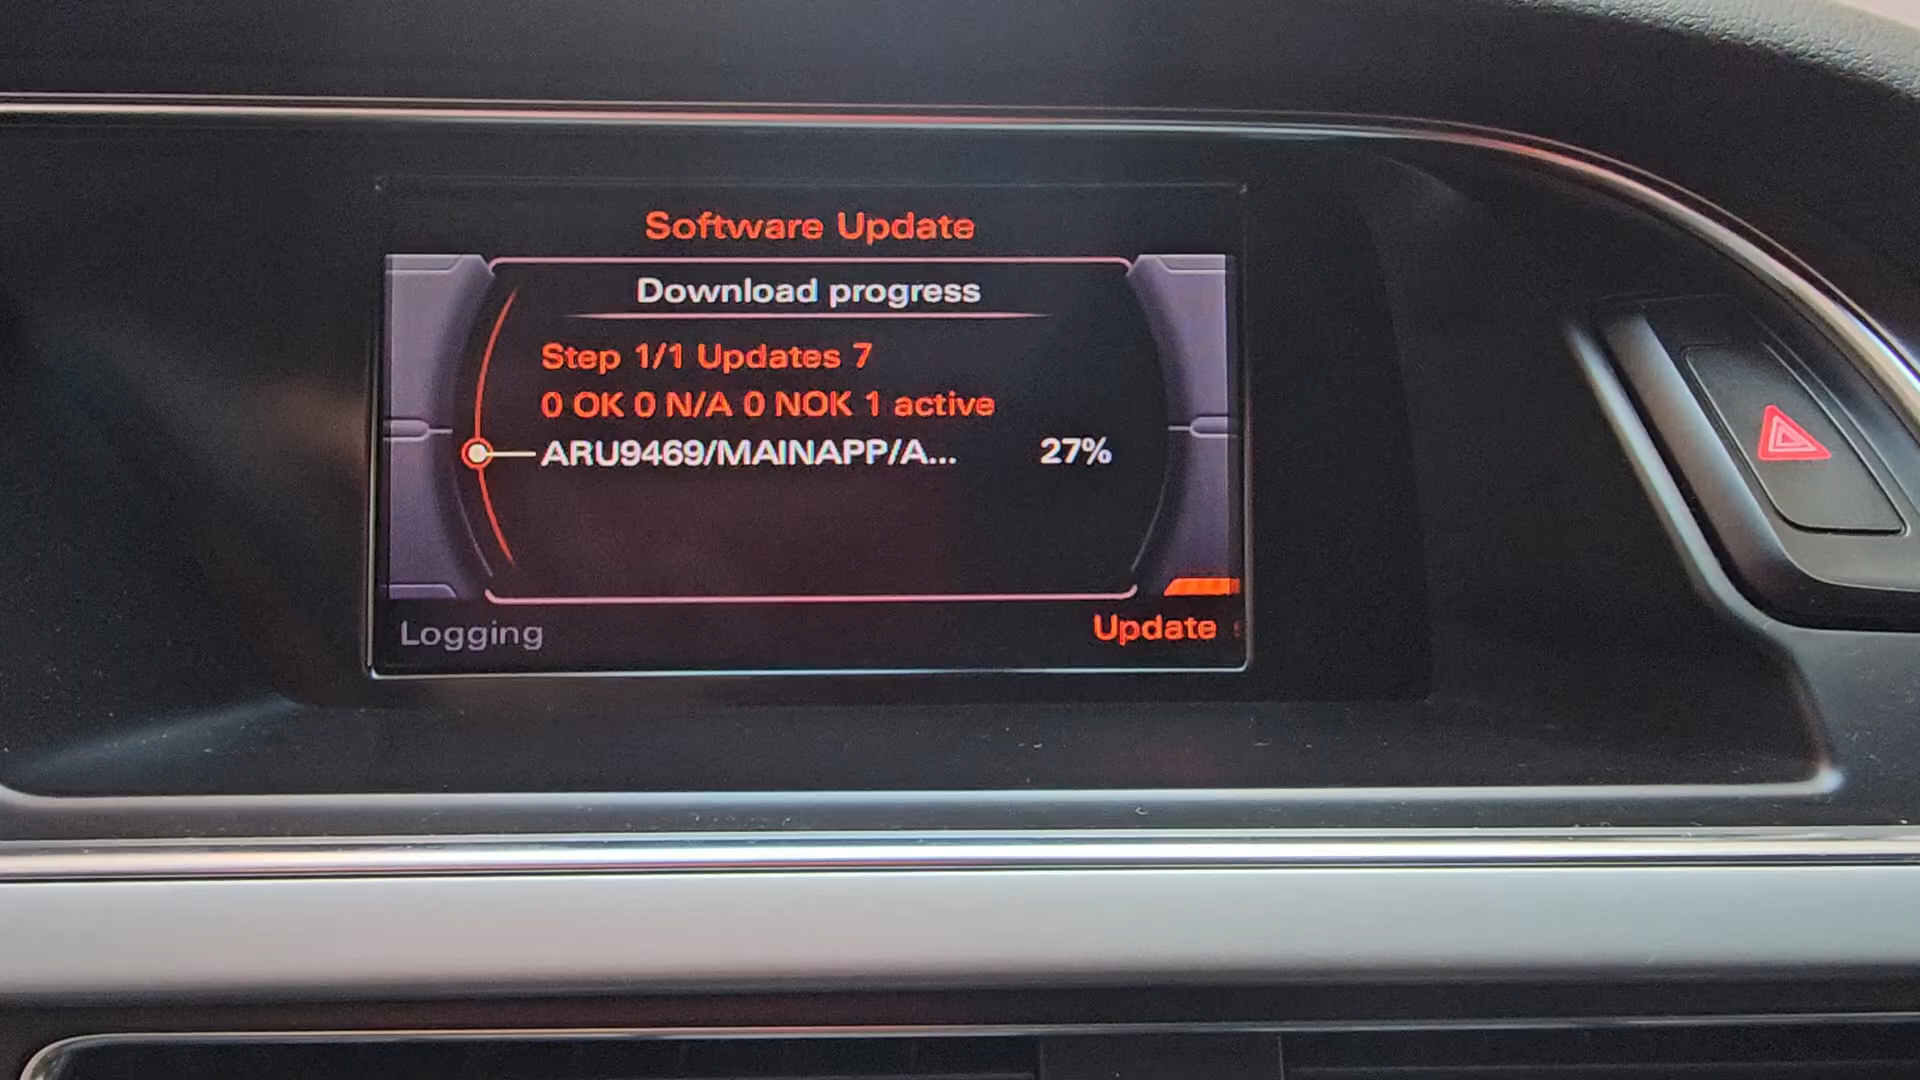 Software Update
Download progress
Step 1/1 Updates 7
0 OK 0 N/A 0 NOK 1 active
ARU9469/MAINAPP/A... 27%
Logging Update